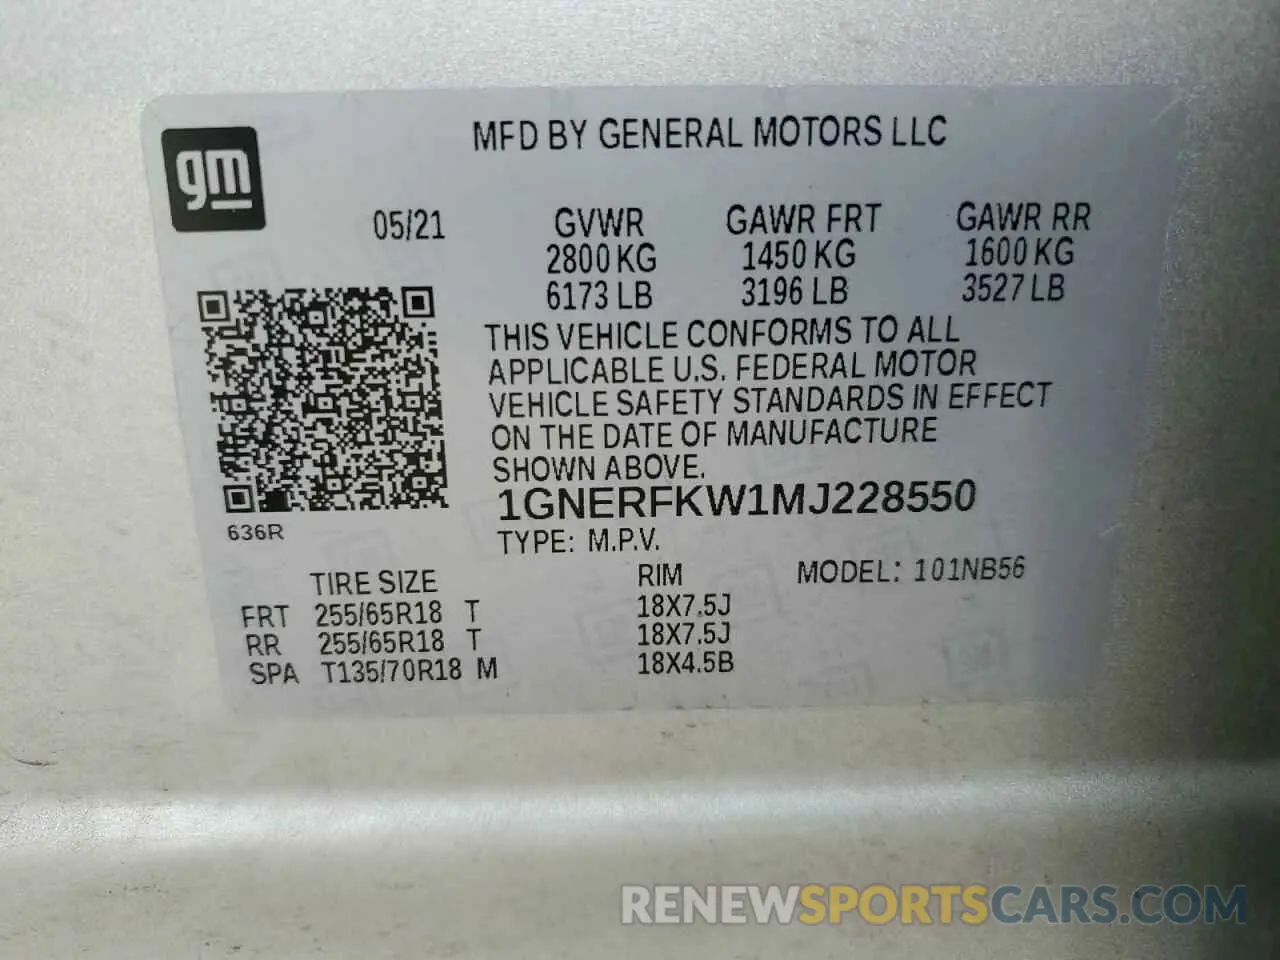 gm
MFD BY GENERAL MOTORS LLC
05/21 GVWR GAWR FRT GAWR RR
2800 KG 1450 KG 1600 KG
6173 LB 3196 LB 3527 LB
THIS VEHICLE CONFORMS TO ALL
APPLICABLE U.S. FEDERAL MOTOR
VEHICLE SAFETY STANDARDS IN EFFECT
ON THE DATE OF MANUFACTURE
SHOWN ABOVE.
1GNERFKW1MJ228550
636R
TYPE: M.P.V.
TIRE SIZE RIM MODEL: 101NB56
FRT 255/65R18 T 18X7.5J
RR 255/65R18 T 18X7.5J
SPA T135/70R18 M 18X4.5B
RENEWSPORTSCARS.COM